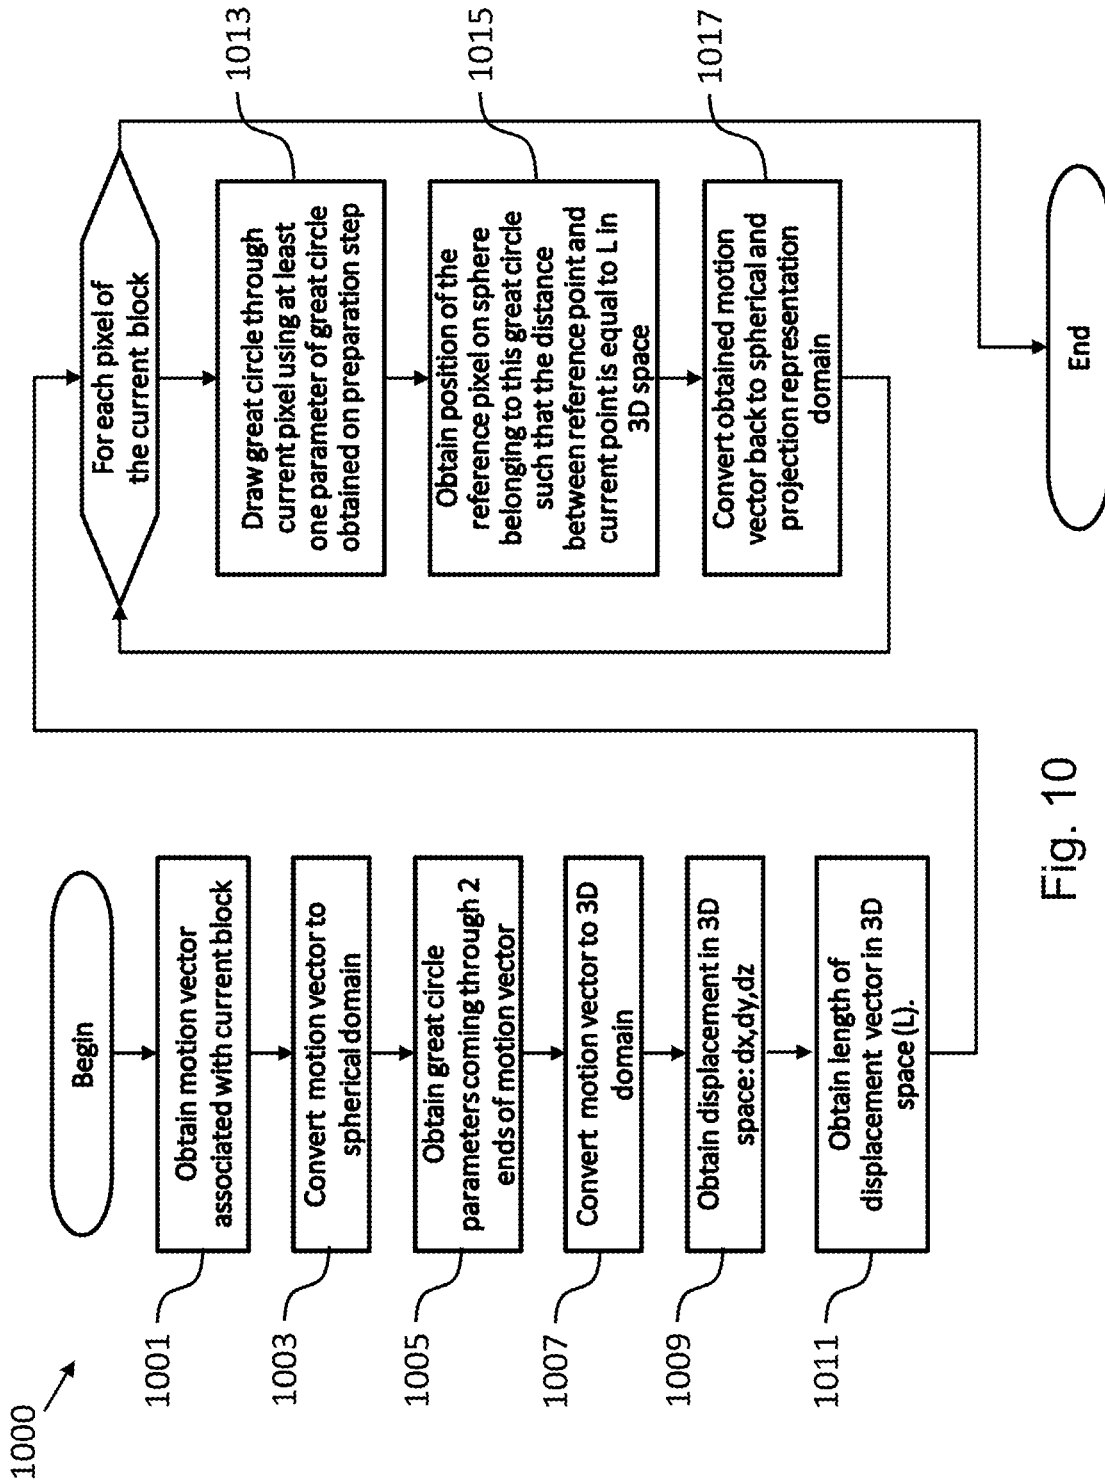 1000
Begin
1001
Obtain motion vector
associated with current block
1003
Convert motion vector to
spherical domain
1005
Obtain great circle
parameters coming through 2
ends of motion vector
1007
Convert motion vector to 3D
domain
1009
Obtain displacement in 3D
space: dx,dy,dz
1011
Obtain length of
displacement vector in 3D
space (L).
For each pixel of
the current block
1013
Draw great circle through
current pixel using at least
one parameter of great circle
obtained on preparation step
1015
Obtain position of the
reference pixel on sphere
belonging to this great circle
such that the distance
between reference point and
current point is equal to L in
3D space
1017
Convert obtained motion
vector back to spherical and
projection representation
domain
End
Fig. 10